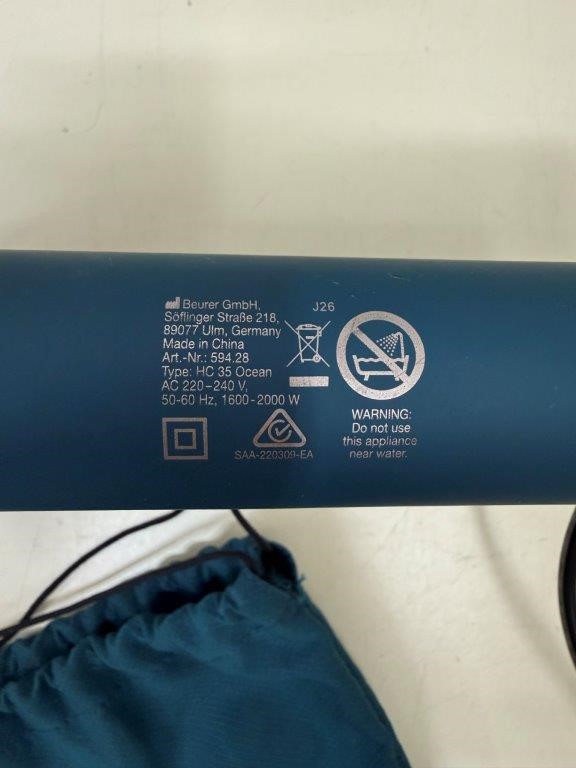 Beurer GmbH,
Söflinger Straße 218,
89077 Ulm, Germany
Made in China
Art.-Nr.: 594.28
Type: HC 35 Ocean
AC 220–240 V,
50-60 Hz, 1600-2000 W
J26
SAA-220309-EA
WARNING:
Do not use
this appliance
near water.